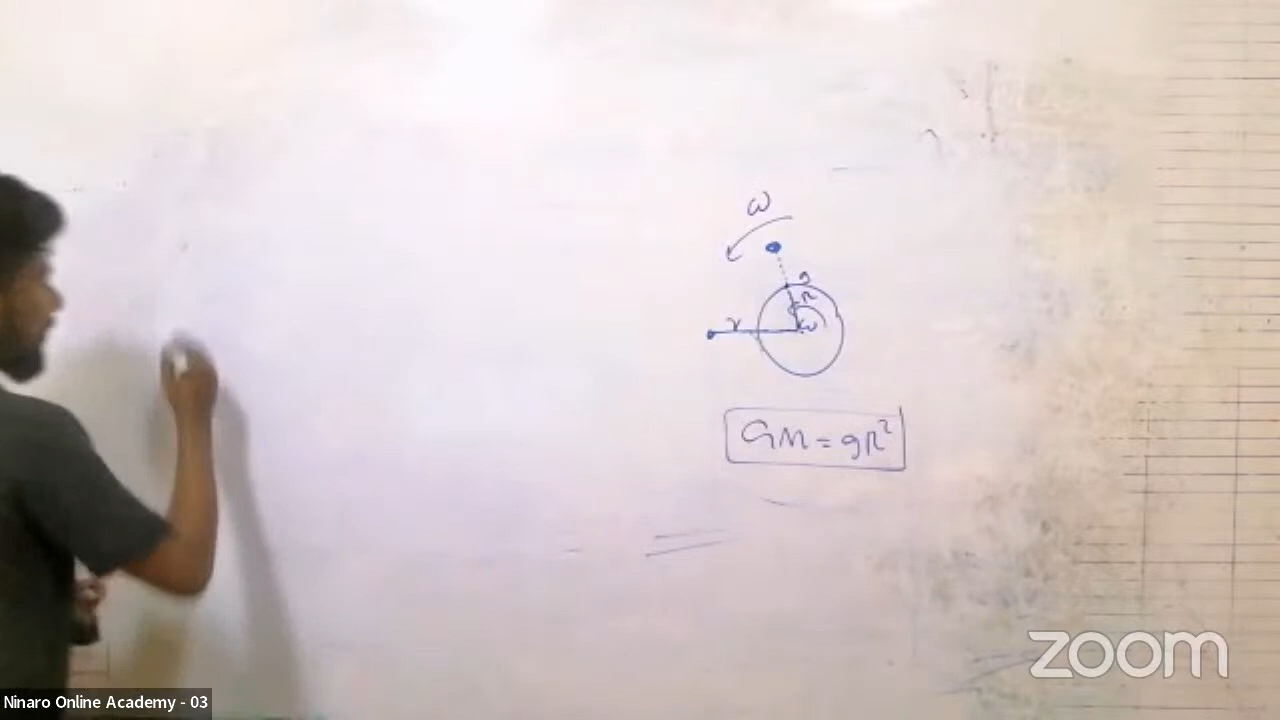 ω
g
R
r
ω
GM = gR²
zoom
Ninaro Online Academy - 03